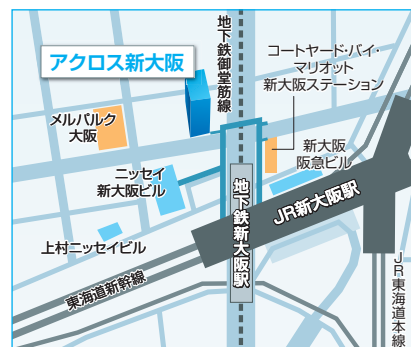 アクロス新大阪
地下鉄御堂筋線
コートヤード・バイ・
マリオット
新大阪ステーション
メルパルク
大阪
新大阪
阪急ビル
ニッセイ
新大阪ビル
地下鉄新大阪駅
JR新大阪駅
上村ニッセイビル
東海道新幹線
JR東海道本線